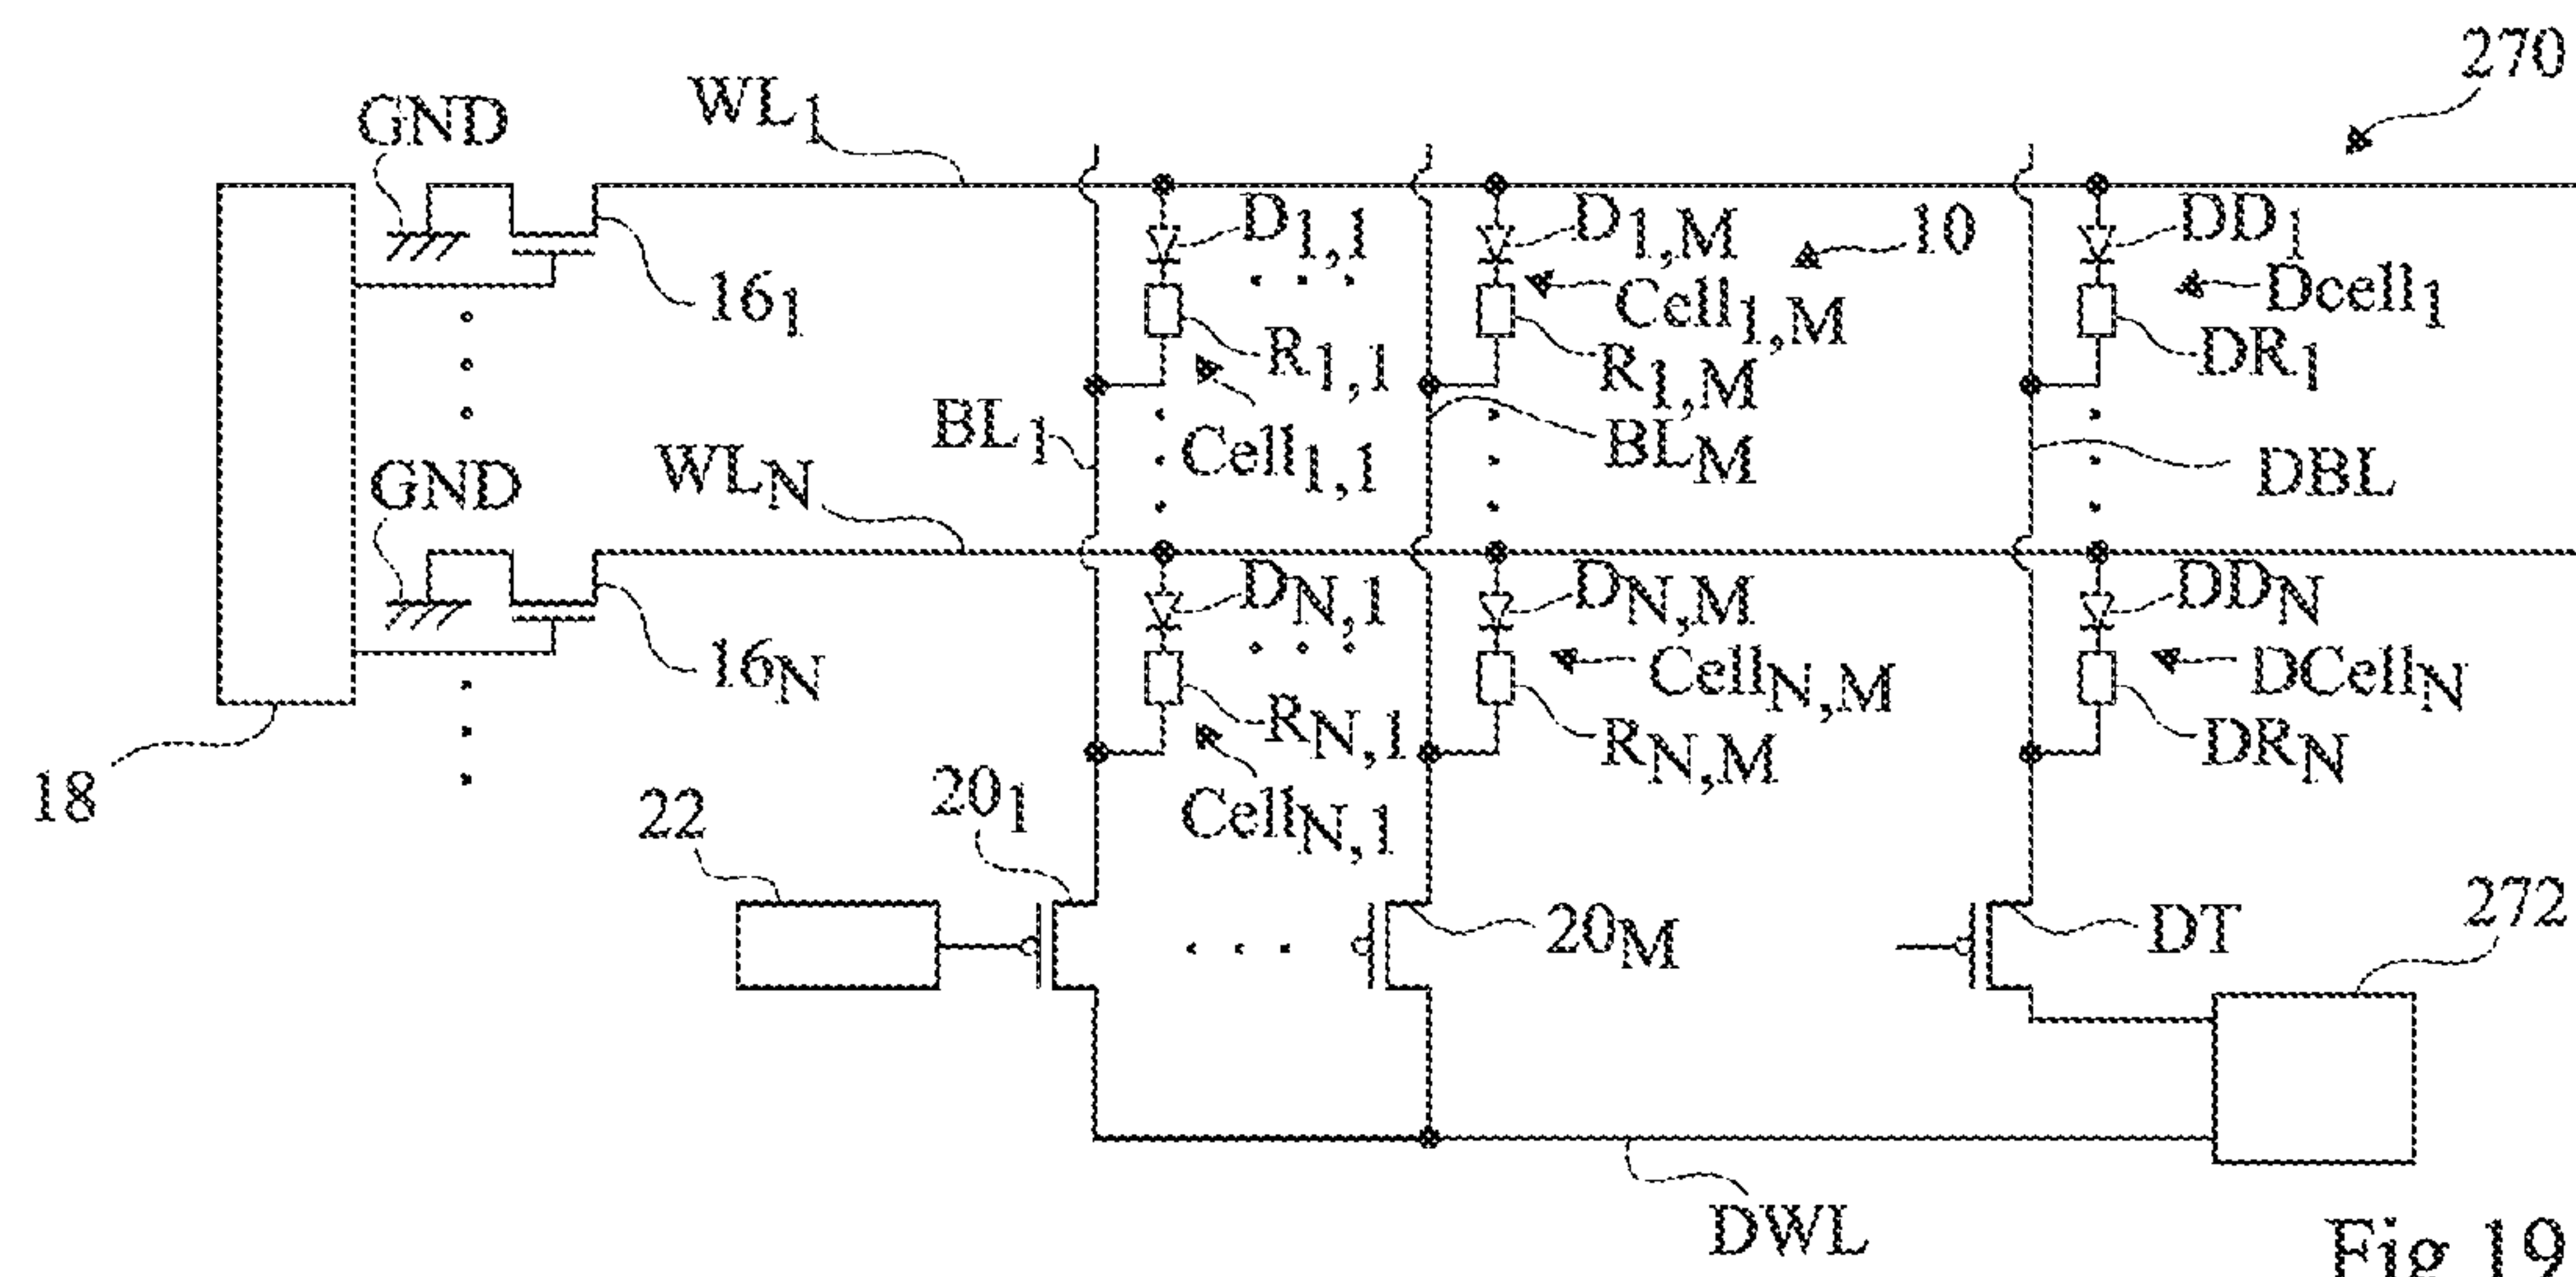 270
GND
WL1
D1,1
D1,M
10
DD1
161
Cell1,M
Dcell1
R1,1
R1,M
DR1
BL1
Cell1,1
BLM
DBL
GND
WLN
DN,1
DN,M
DDN
16N
CellN,M
DCellN
RN,1
RN,M
DRN
18
22
201
CellN,1
20M
DT
272
DWL
Fig 19